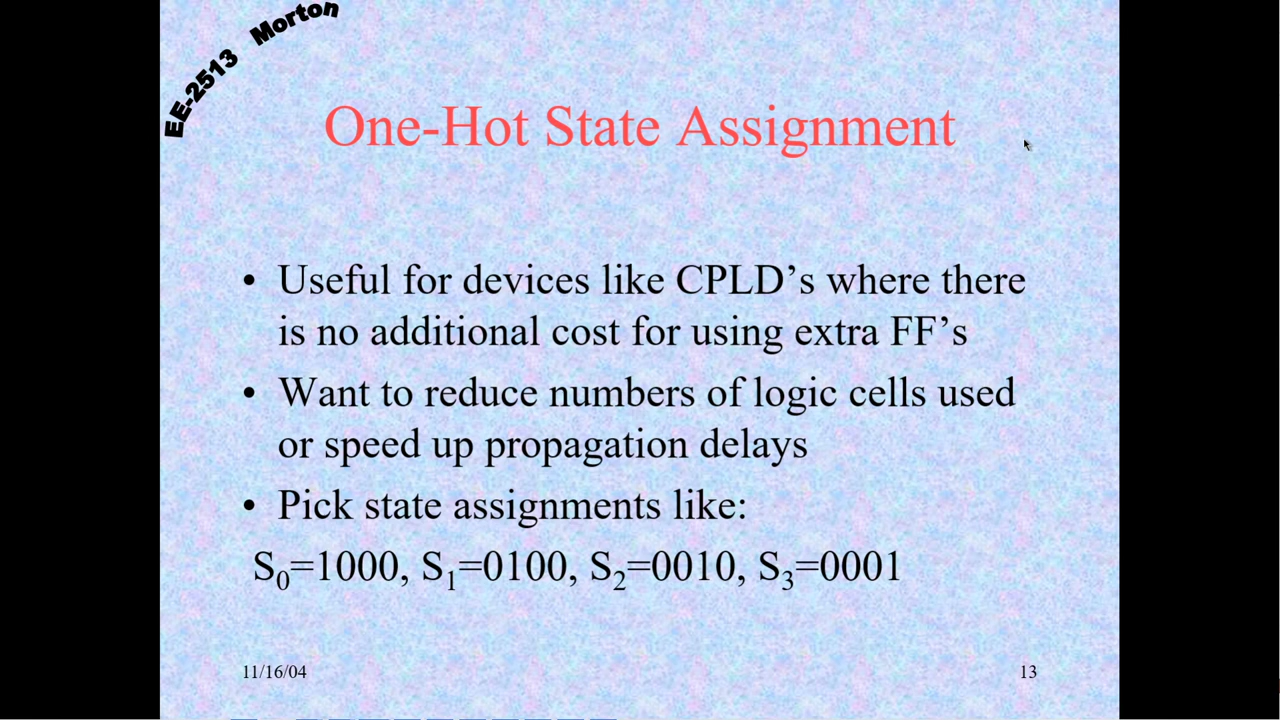 EE-2513 Morton
One-Hot State Assignment
• Useful for devices like CPLD’s where there
is no additional cost for using extra FF’s
• Want to reduce numbers of logic cells used
or speed up propagation delays
• Pick state assignments like:
S₀=1000, S₁=0100, S₂=0010, S₃=0001
11/16/04
13